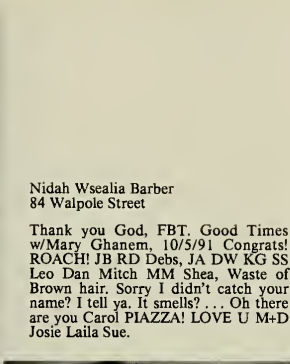 Nidah Wsealia Barber
84 Walpole Street
Thank you God, FBT. Good Times
w/Mary Ghanem, 10/5/91 Congrats!
ROACH! JB RD Debs, JA DW KG SS
Leo Dan Mitch MM Shea, Waste of
Brown hair. Sorry I didn't catch your
name? I tell ya. It smells? . . . Oh there
are you Carol PIAZZA! LOVE U M+D
Josie Laila Sue.